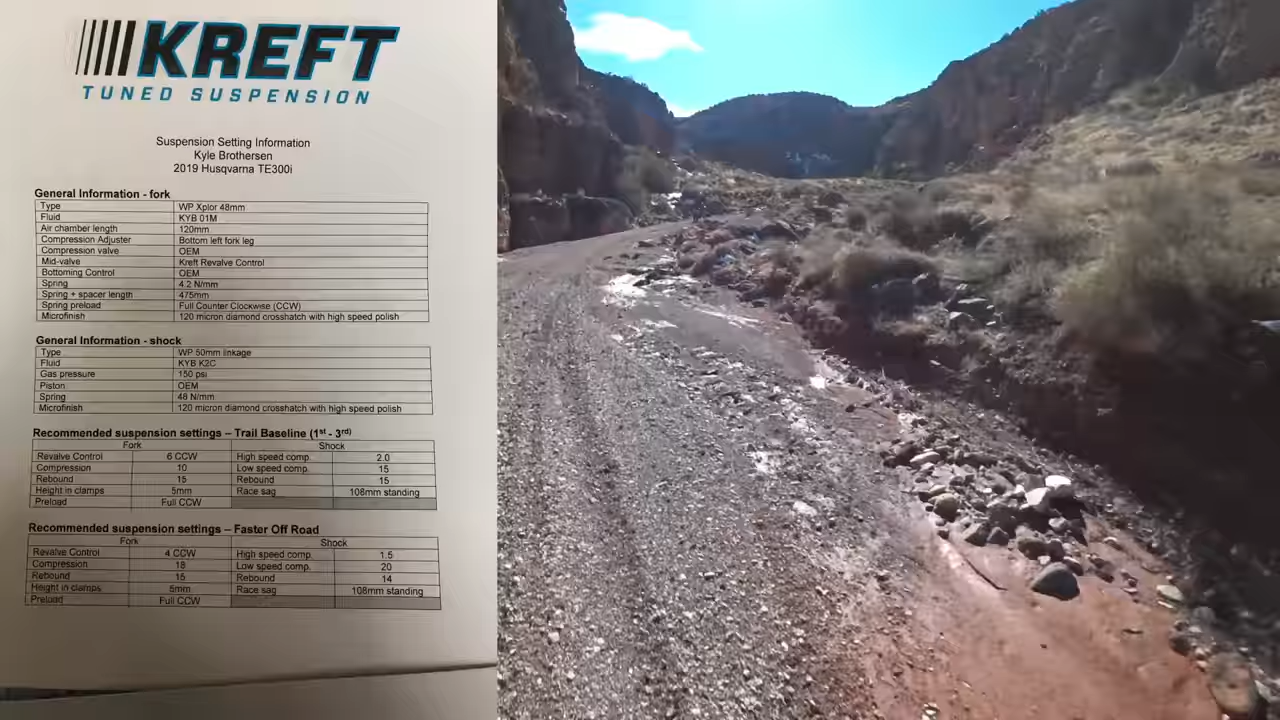 KREFT
TUNED SUSPENSION
Suspension Setting Information
Kyle Brothersen
2019 Husqvarna TE300i
General Information - fork
Type WP Xplor 48mm
Fluid KYB 01M
Air chamber length 120mm
Compression Adjuster Bottom left fork leg
Compression valve OEM
Mid-valve Kreft Revalve Control
Bottoming Control OEM
Spring 4.2 N/mm
Spring + spacer length 475mm
Spring preload Full Counter Clockwise (CCW)
Microfinish 120 micron diamond crosshatch with high speed polish
General Information - shock
Type WP 50mm linkage
Fluid KYB K2C
Gas pressure 150 psi
Piston OEM
Spring 48 N/mm
Microfinish 120 micron diamond crosshatch with high speed polish
Recommended suspension settings – Trail Baseline (1st - 3rd)
Fork Shock
Revalve Control 6 CCW High speed comp. 2.0
Compression 10 Low speed comp. 15
Rebound 15 Rebound 15
Height in clamps 5mm Race sag 108mm standing
Preload Full CCW
Recommended suspension settings – Faster Off Road
Fork Shock
Revalve Control 4 CCW High speed comp. 1.5
Compression 18 Low speed comp. 20
Rebound 15 Rebound 14
Height in clamps 5mm Race sag 108mm standing
Preload Full CCW